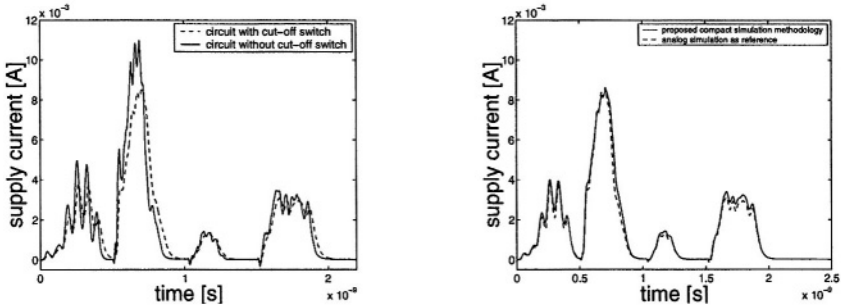 12 x 10⁻³
circuit with cut-off switch
circuit without cut-off switch
10
8
6
4
2
0
supply current [A]
0
1
2
x 10⁻⁹
time [s]
12 x 10⁻³
proposed compact simulation methodology
analog simulation as reference
10
8
6
4
2
0
supply current [A]
0
0.5
1
1.5
2
2.5
x 10⁻⁹
time [s]